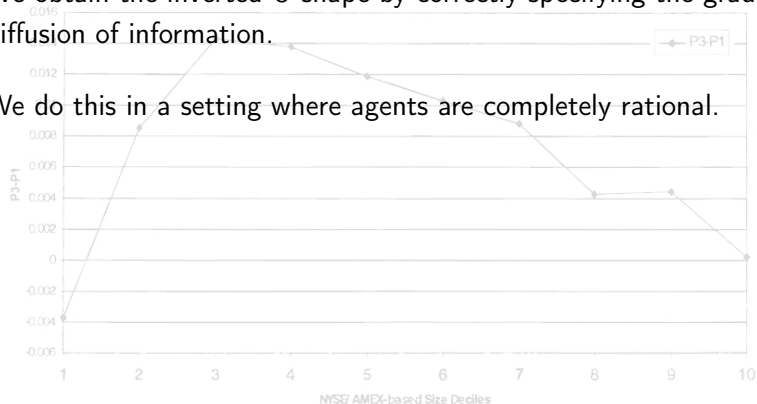 We obtain the inverted U shape by correctly specifying the grad
iffusion of information.
We do this in a setting where agents are completely rational.
0.016
P3-P1
0.012
0.008
0.006
0.004
0.002
0
-0.002
-0.004
-0.006
P3-P1
1 2 3 4 5 6 7 8 9 10
NYSE/ AMEX-based Size Deciles